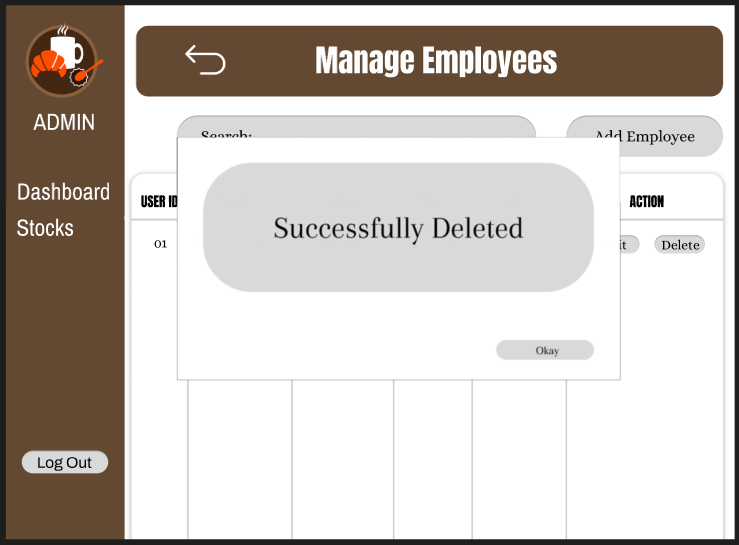 Manage Employees
ADMIN
Search:
Add Employee
Dashboard
Stocks
USER ID
ACTION
01
Delete
Successfully Deleted
Okay
Log Out